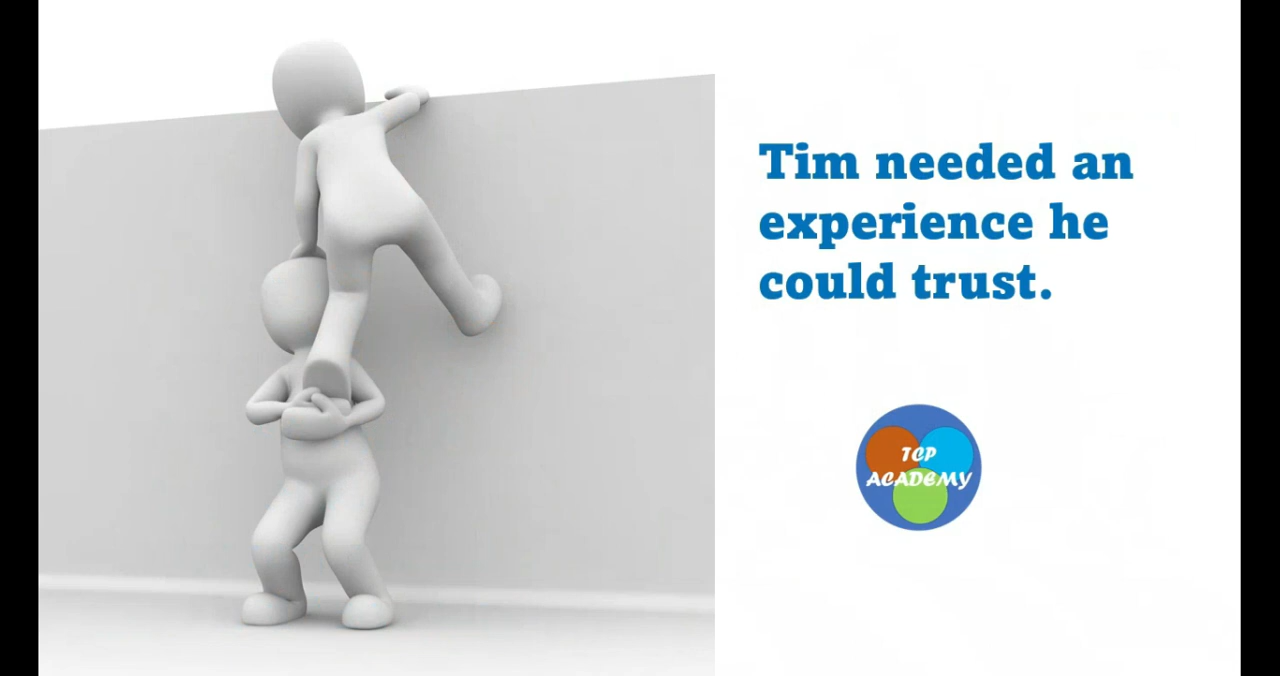 Tim needed an
experience he
could trust.
TCP
ACADEMY